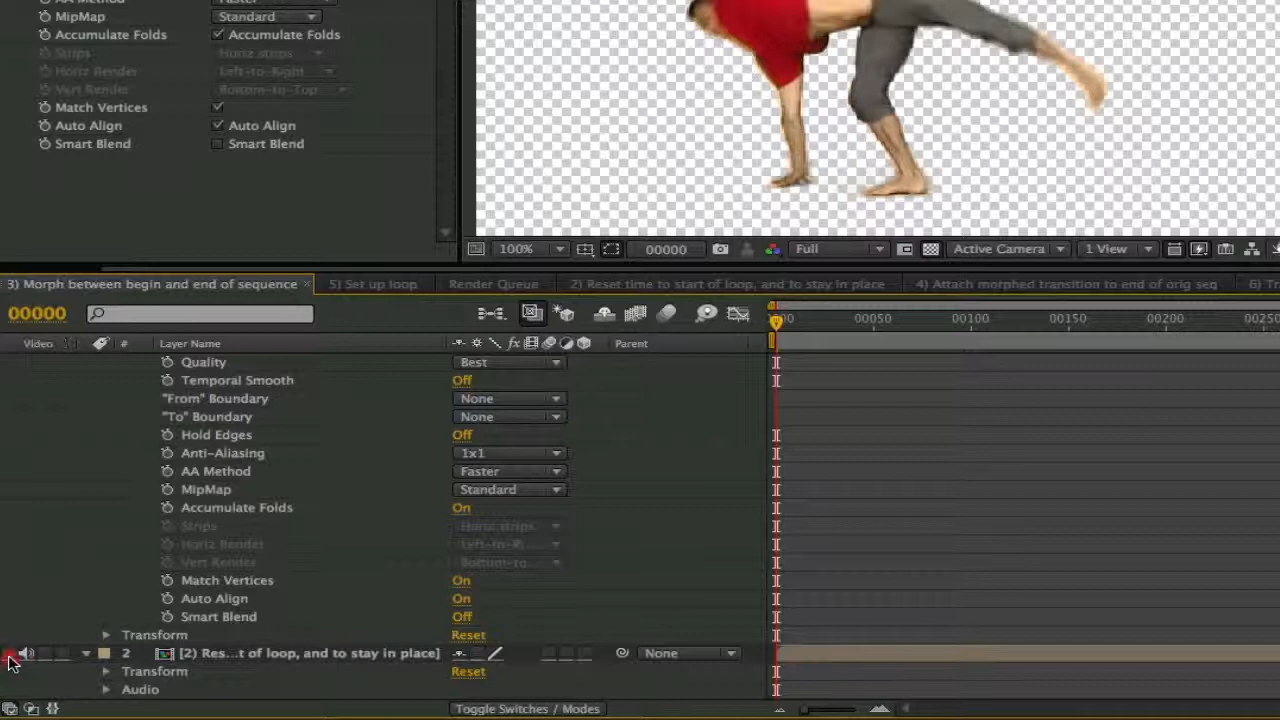 AA Method Faster
MipMap Standard
Accumulate Folds Accumulate Folds
Strips Horiz strips
Horiz Render Left-to-Right
Vert Render Bottom-to-Top
Match Vertices
Auto Align Auto Align
Smart Blend Smart Blend
100% 00000 Full Active Camera 1 View
3) Morph between begin and end of sequence × 5) Set up loop Render Queue 2) Reset time to start of loop, and to stay in place 4) Attach morphed transition to end of orig seq
00000 00 00050 00100 00150 00200 00250
Video # Layer Name fx Parent
Quality Best
Temporal Smooth Off
"From" Boundary None
"To" Boundary None
Hold Edges Off
Anti-Aliasing 1x1
AA Method Faster
MipMap Standard
Accumulate Folds On
Strips Horiz strips
Horiz Render Left-to-Ri...
Vert Render Bottom-to...
Match Vertices On
Auto Align On
Smart Blend Off
Transform Reset
2 [2) Res...t of loop, and to stay in place] None
Transform Reset
Audio
Toggle Switches / Modes